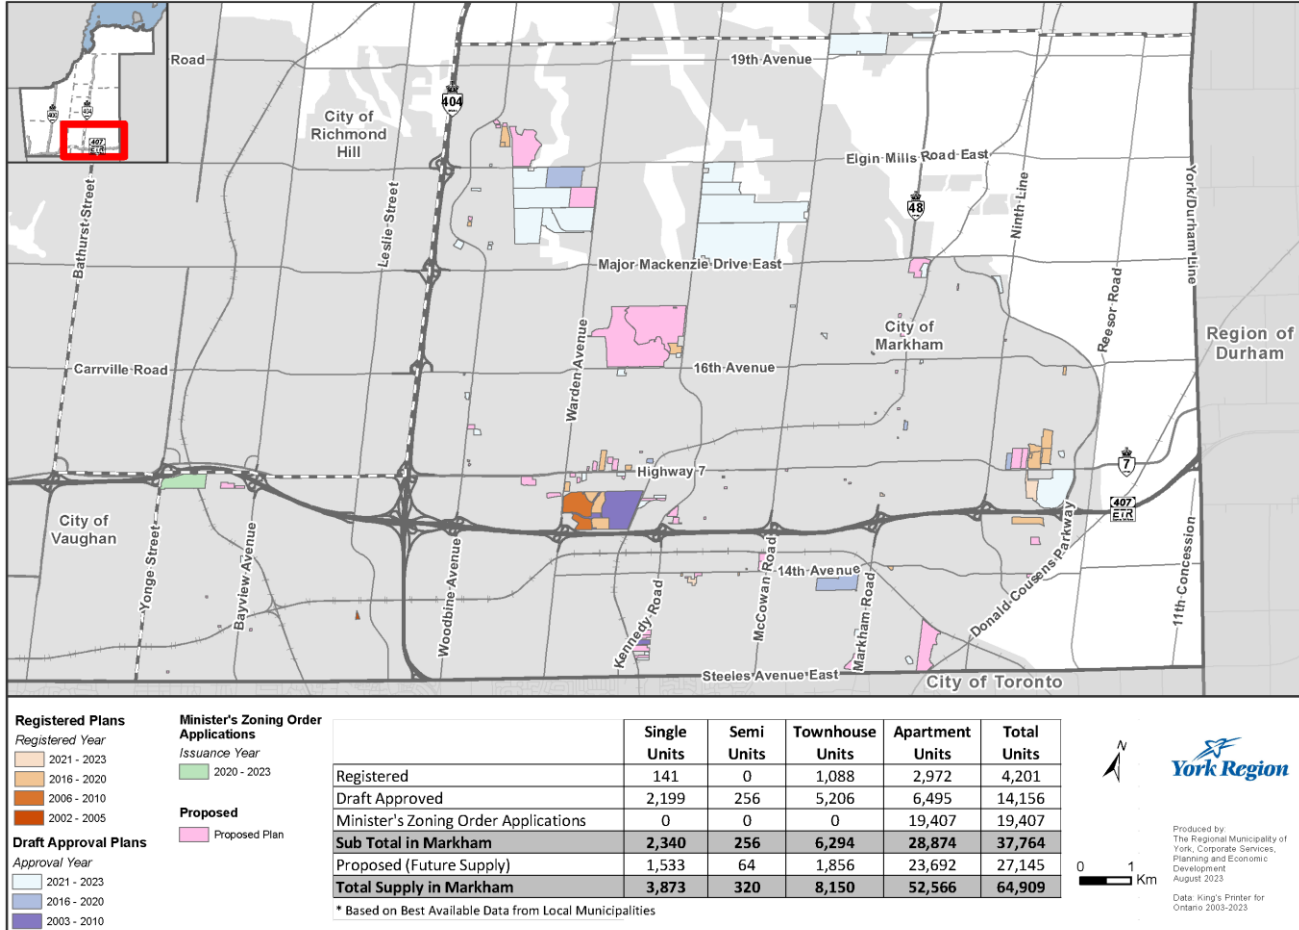 400
404
407
ETR
Road
19th Avenue
404
City of
Richmond
Hill
Elgin Mills Road East
48
Bathurst Street
Leslie Street
Ninth Line
York/Durham Line
Major Mackenzie Drive East
Reesor Road
Warden Avenue
City of
Markham
Region of
Durham
Carrville Road
16th Avenue
Highway 7
7
407
ETR
City of
Vaughan
Yonge Street
Bayview Avenue
Woodbine Avenue
Kennedy Road
McCowan Road
14th Avenue
Markham Road
Donald Cousens Parkway
11th Concession
Steeles Avenue East
City of Toronto
Registered Plans
Registered Year
2021 - 2023
2016 - 2020
2006 - 2010
2002 - 2005
Draft Approval Plans
Approval Year
2021 - 2023
2016 - 2020
2003 - 2010
Minister's Zoning Order
Applications
Issuance Year
2020 - 2023
Proposed
Proposed Plan
Single Units Semi Units Townhouse Units Apartment Units Total Units
Registered 141 0 1,088 2,972 4,201
Draft Approved 2,199 256 5,206 6,495 14,156
Minister's Zoning Order Applications 0 0 0 19,407 19,407
Sub Total in Markham 2,340 256 6,294 28,874 37,764
Proposed (Future Supply) 1,533 64 1,856 23,692 27,145
Total Supply in Markham 3,873 320 8,150 52,566 64,909
* Based on Best Available Data from Local Municipalities
N
0 1
Km
York Region
Produced by:
The Regional Municipality of
York, Corporate Services,
Planning and Economic
Development
August 2023
Data: King's Printer for
Ontario 2003-2023